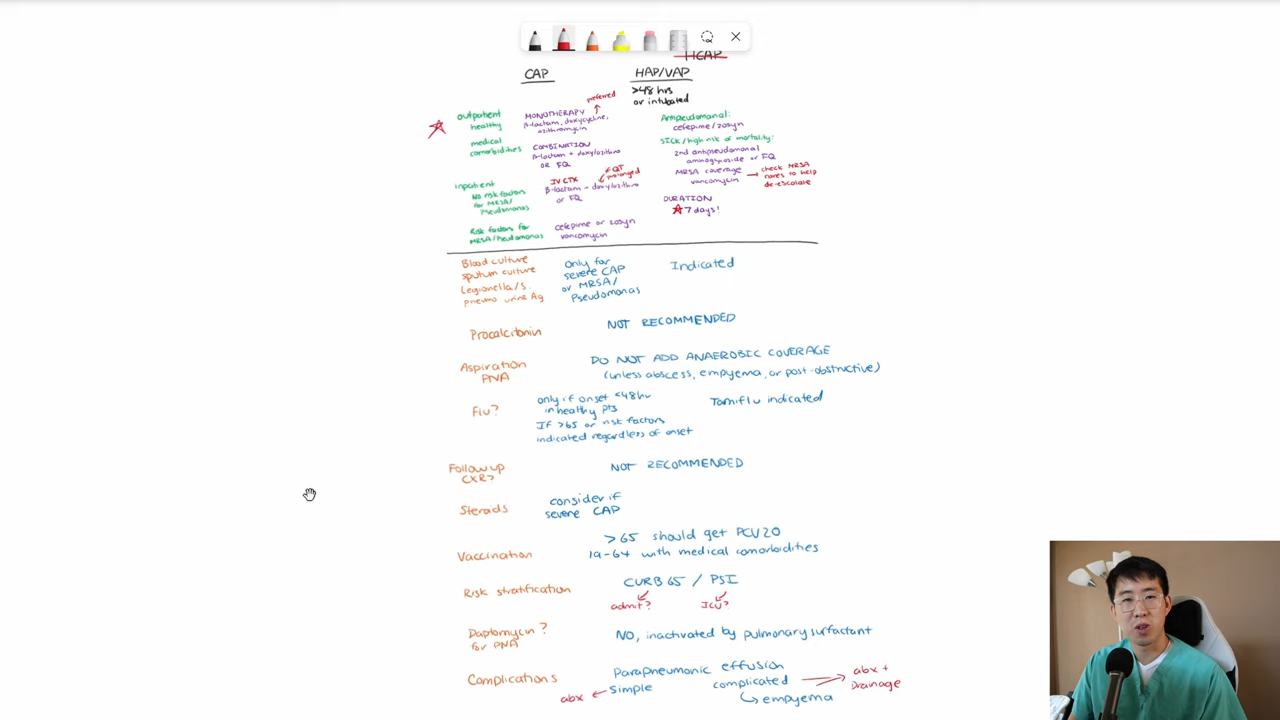 HCAP
CAP
HAP/VAP
>48 hrs
or intubated
preferred
outpatient
healthy
MONOTHERAPY
β-lactam, doxycycline,
azithromycin
Antipseudomonal:
cefepime/zosyn
medical
comorbidities
COMBINATION
β-lactam + doxy/azithro
OR FQ
SICK/high risk of mortality:
2nd antipseudomonal
aminoglycoside or FQ
MRSA coverage
vancomycin
check MRSA
nares to help
de-escalate
inpatient
No risk factors
for MRSA/
Pseudomonas
IV CTX
QT
prolonged
β-lactam + doxy/azithro
or FQ
DURATION
7 days!
Risk factors for
MRSA/Pseudomonas
cefepime or zosyn
vancomycin
Blood culture
sputum culture
Legionella/S.
pneumo urine Ag
Only for
severe CAP
or MRSA/
Pseudomonas
Indicated
Procalcitonin
NOT RECOMMENDED
Aspiration
PNA
DO NOT ADD ANAEROBIC COVERAGE
(unless abscess, empyema, or post-obstructive)
Flu?
only if onset <48hr
in healthy pts
If >65 or risk factors
indicated regardless of onset
Tamiflu indicated
Follow up
CXR?
NOT RECOMMENDED
Steroids
consider if
severe CAP
Vaccination
>65 should get PCV20
19-64 with medical comorbidities
Risk stratification
CURB65 / PSI
admit?
ICU?
Daptomycin?
for PNA
NO, inactivated by pulmonary surfactant
Complications
Parapneumonic effusion
abx ← simple
complicated
empyema
abx +
Drainage